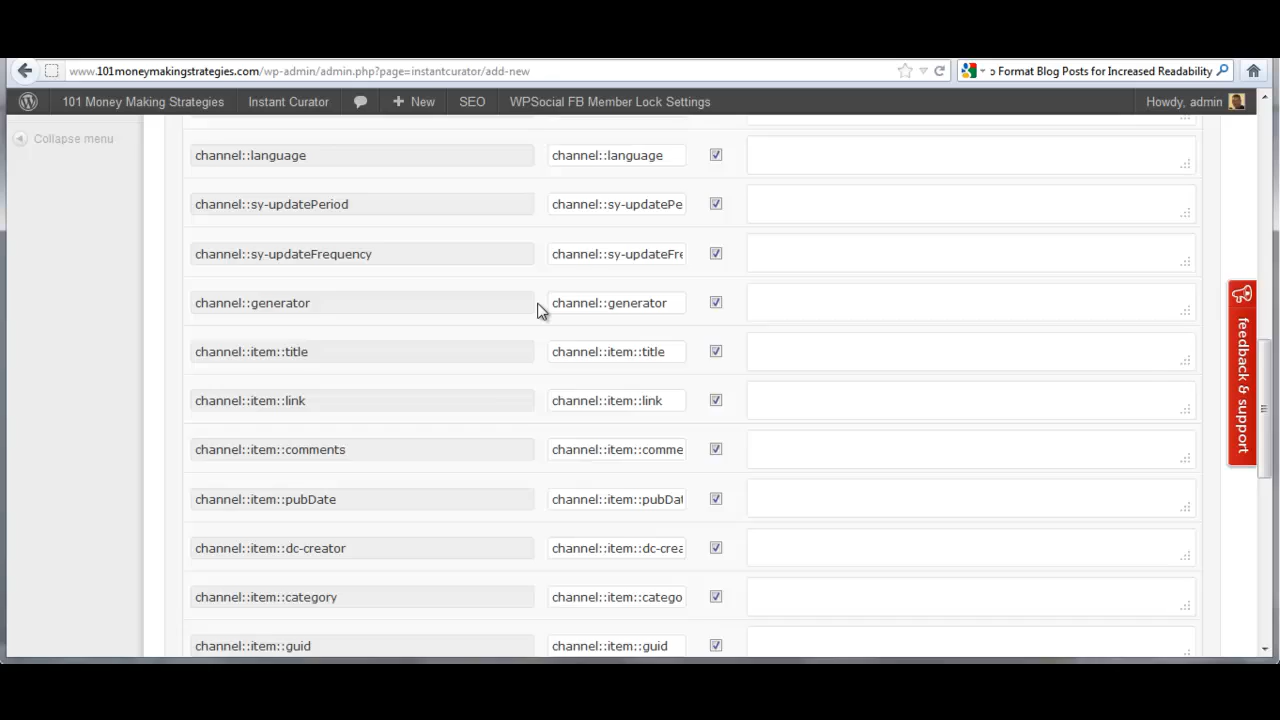 www.101moneymakingstrategies.com/wp-admin/admin.php?page=instantcurator/add-new
Format Blog Posts for Increased Readability
101 Money Making Strategies Instant Curator New SEO WPSocial FB Member Lock Settings Howdy, admin
Collapse menu
channel::language channel::language
channel::sy-updatePeriod channel::sy-updatePe
channel::sy-updateFrequency channel::sy-updateFre
channel::generator channel::generator
channel::item::title channel::item::title
channel::item::link channel::item::link
channel::item::comments channel::item::comme
channel::item::pubDate channel::item::pubDat
channel::item::dc-creator channel::item::dc-crea
channel::item::category channel::item::catego
channel::item::guid channel::item::guid
feedback & support